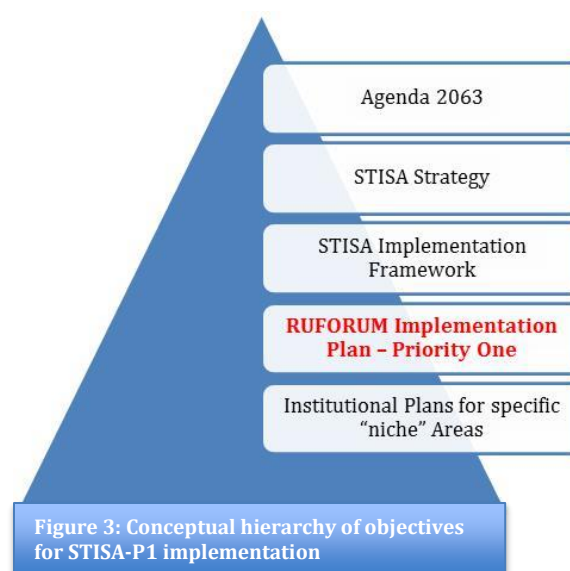 Agenda 2063
STISA Strategy
STISA Implementation
Framework
RUFORUM Implementation
Plan – Priority One
Institutional Plans for specific
“niche” Areas
Figure 3: Conceptual hierarchy of objectives
for STISA-P1 implementation